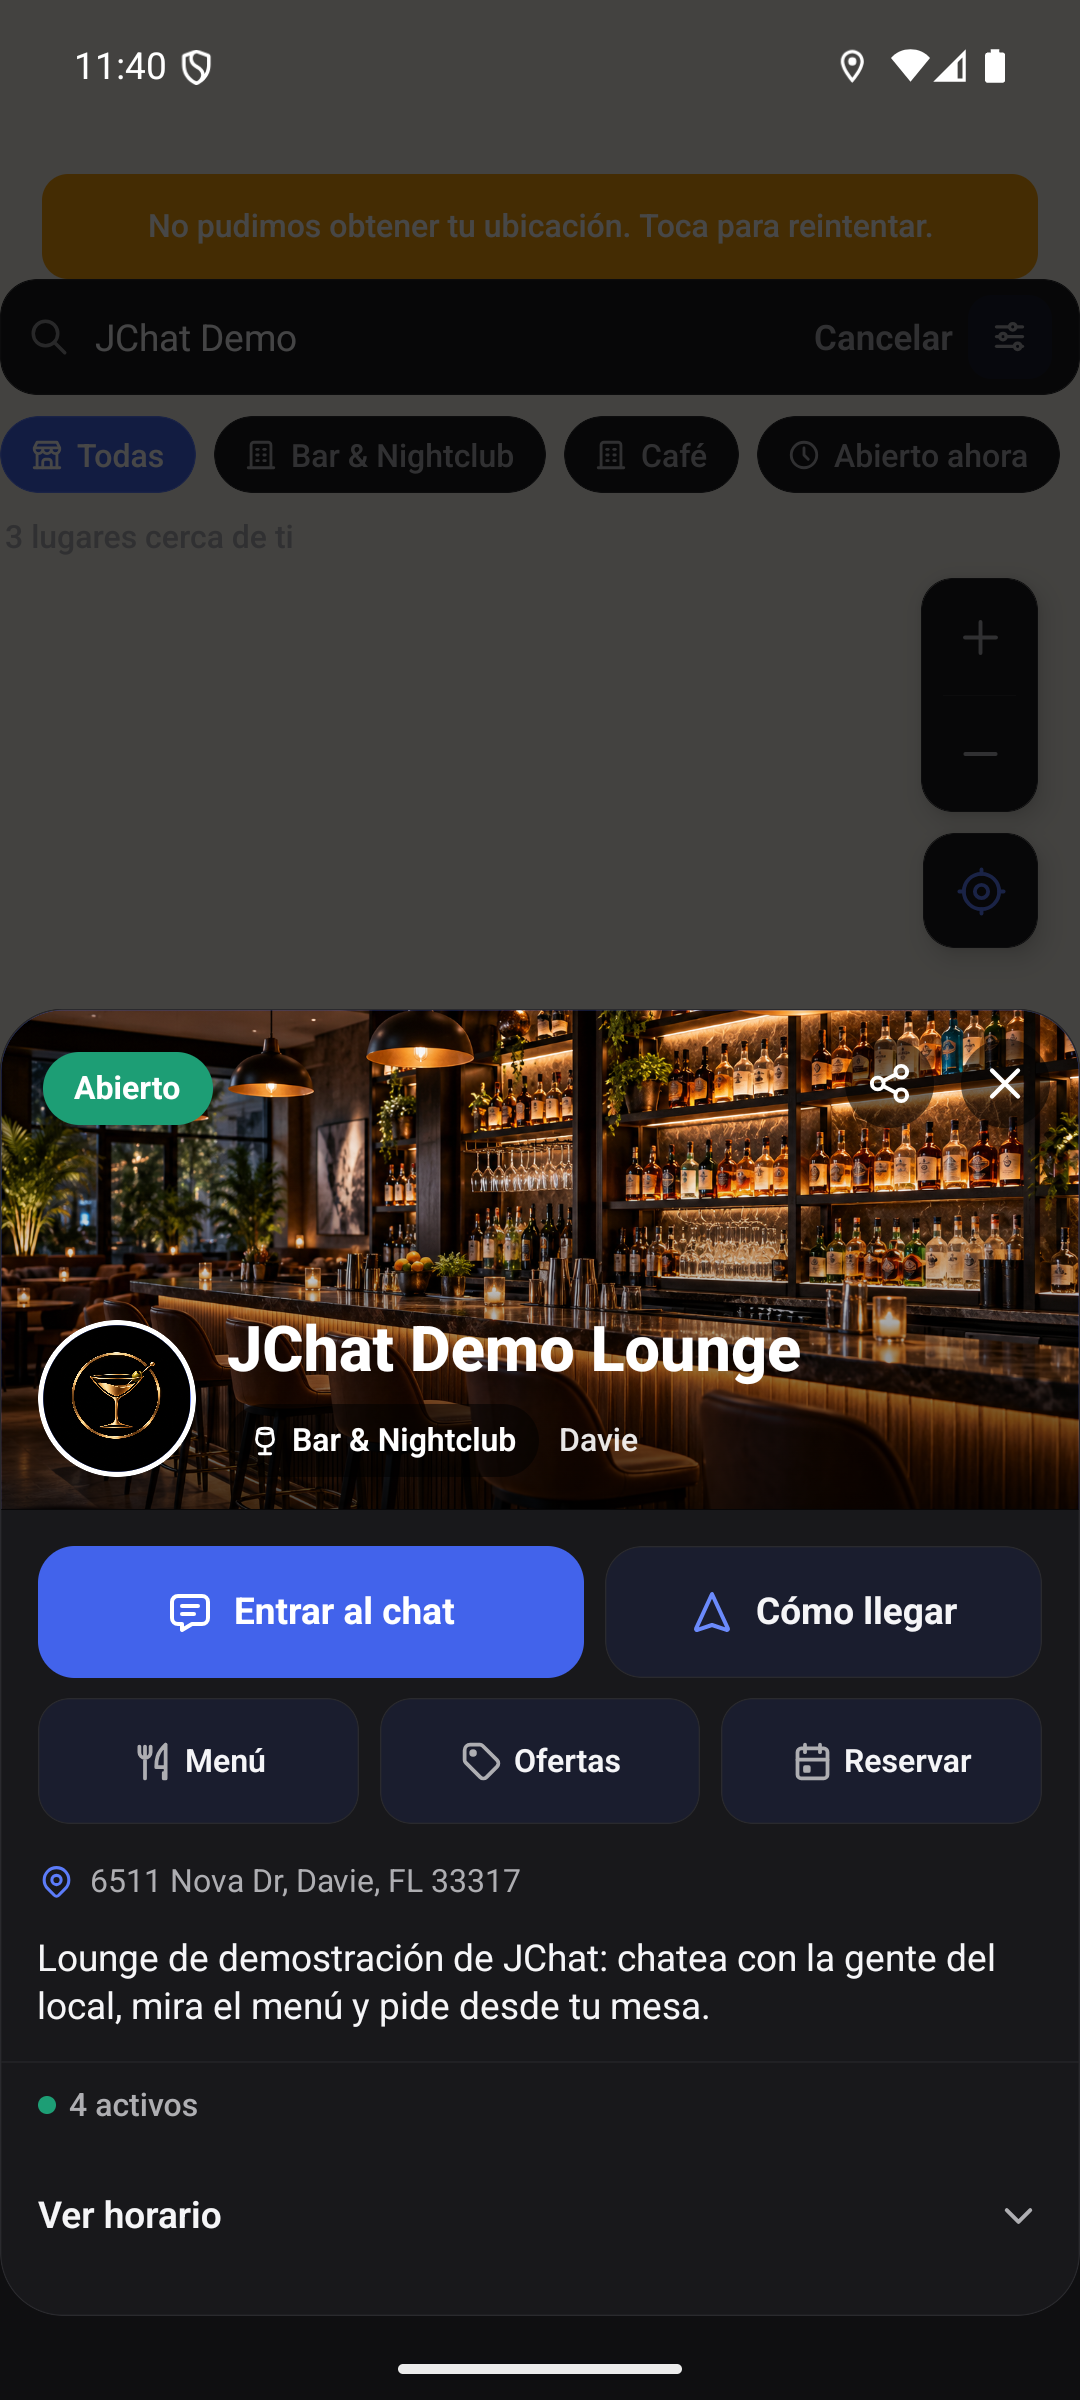 11:40
No pudimos obtener tu ubicación. Toca para reintentar.
JChat Demo
Cancelar
Todas
Bar & Nightclub
Café
Abierto ahora
3 lugares cerca de ti
Abierto
JChat Demo Lounge
Bar & Nightclub
Davie
Entrar al chat
Cómo llegar
Menú
Ofertas
Reservar
6511 Nova Dr, Davie, FL 33317
Lounge de demostración de JChat: chatea con la gente del
local, mira el menú y pide desde tu mesa.
4 activos
Ver horario